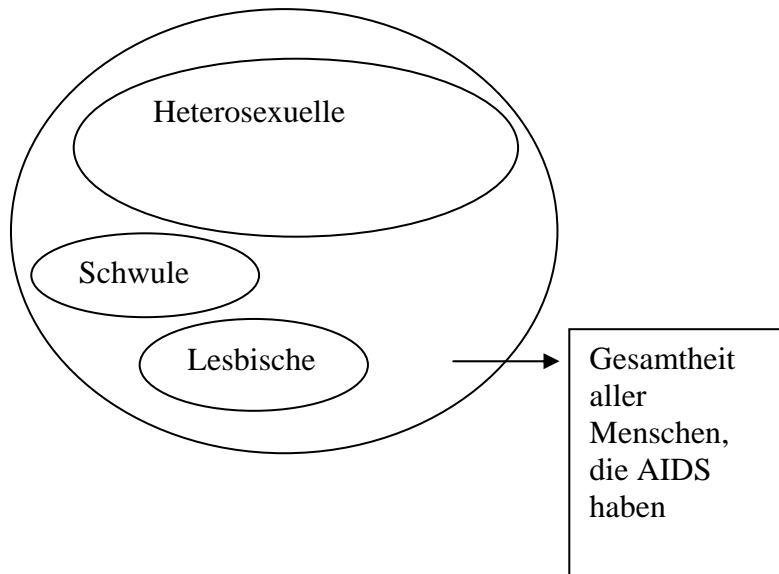 Heterosexuelle
Schwule
Lesbische
Gesamtheit
aller
Menschen,
die AIDS
haben